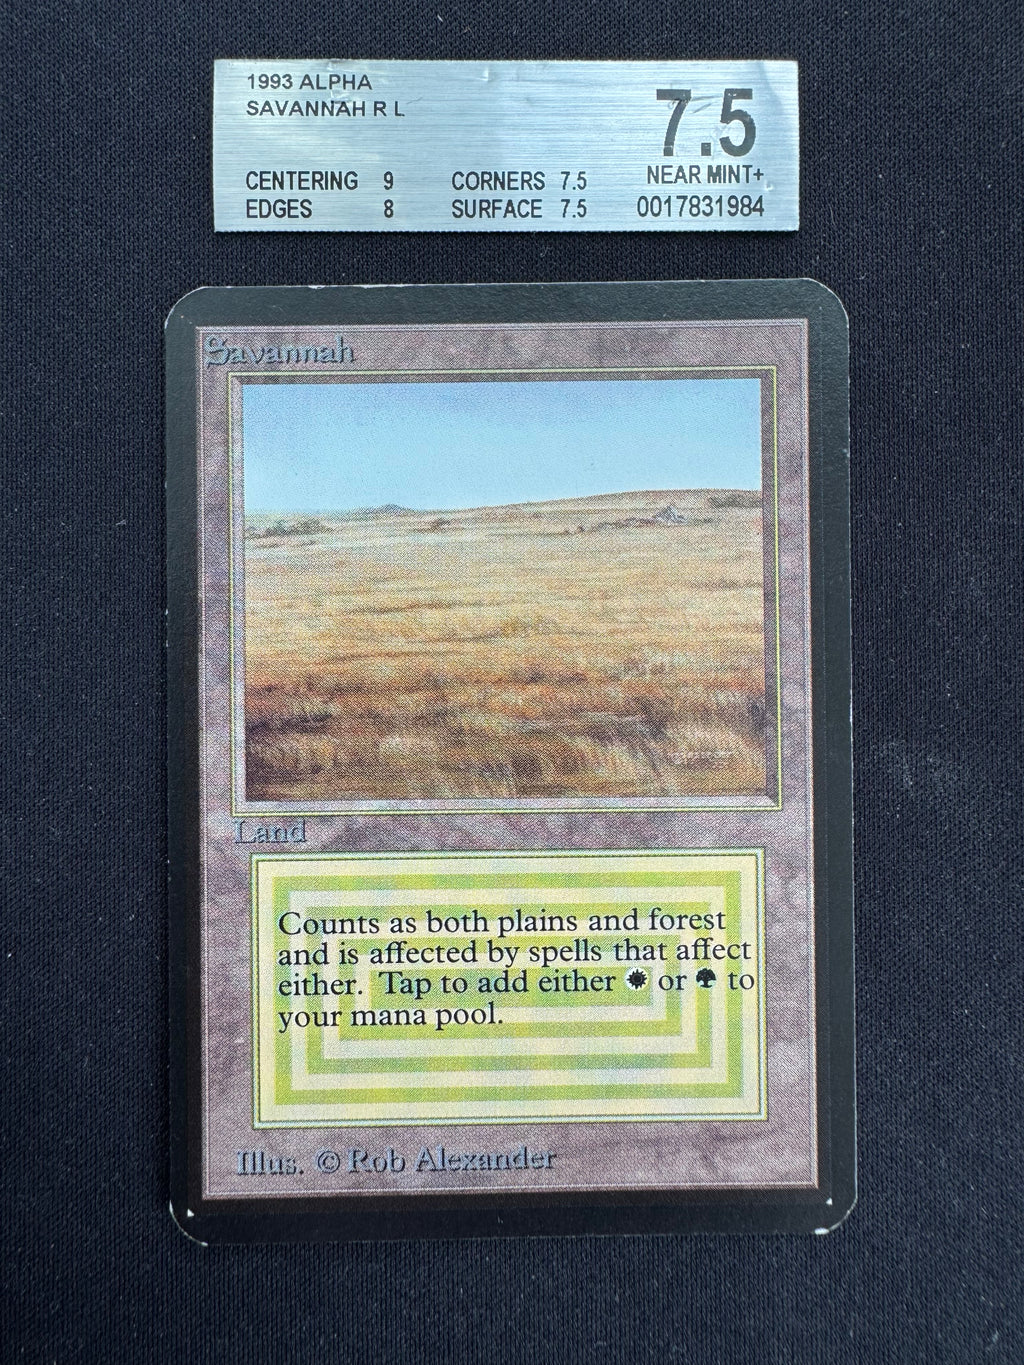 1993 ALPHA
SAVANNAH R L
7.5
CENTERING 9 CORNERS 7.5 NEAR MINT+
EDGES 8 SURFACE 7.5 0017831984
Savannah
Land
Counts as both plains and forest
and is affected by spells that affect
either. Tap to add either or to
your mana pool.
Illus. © Rob Alexander